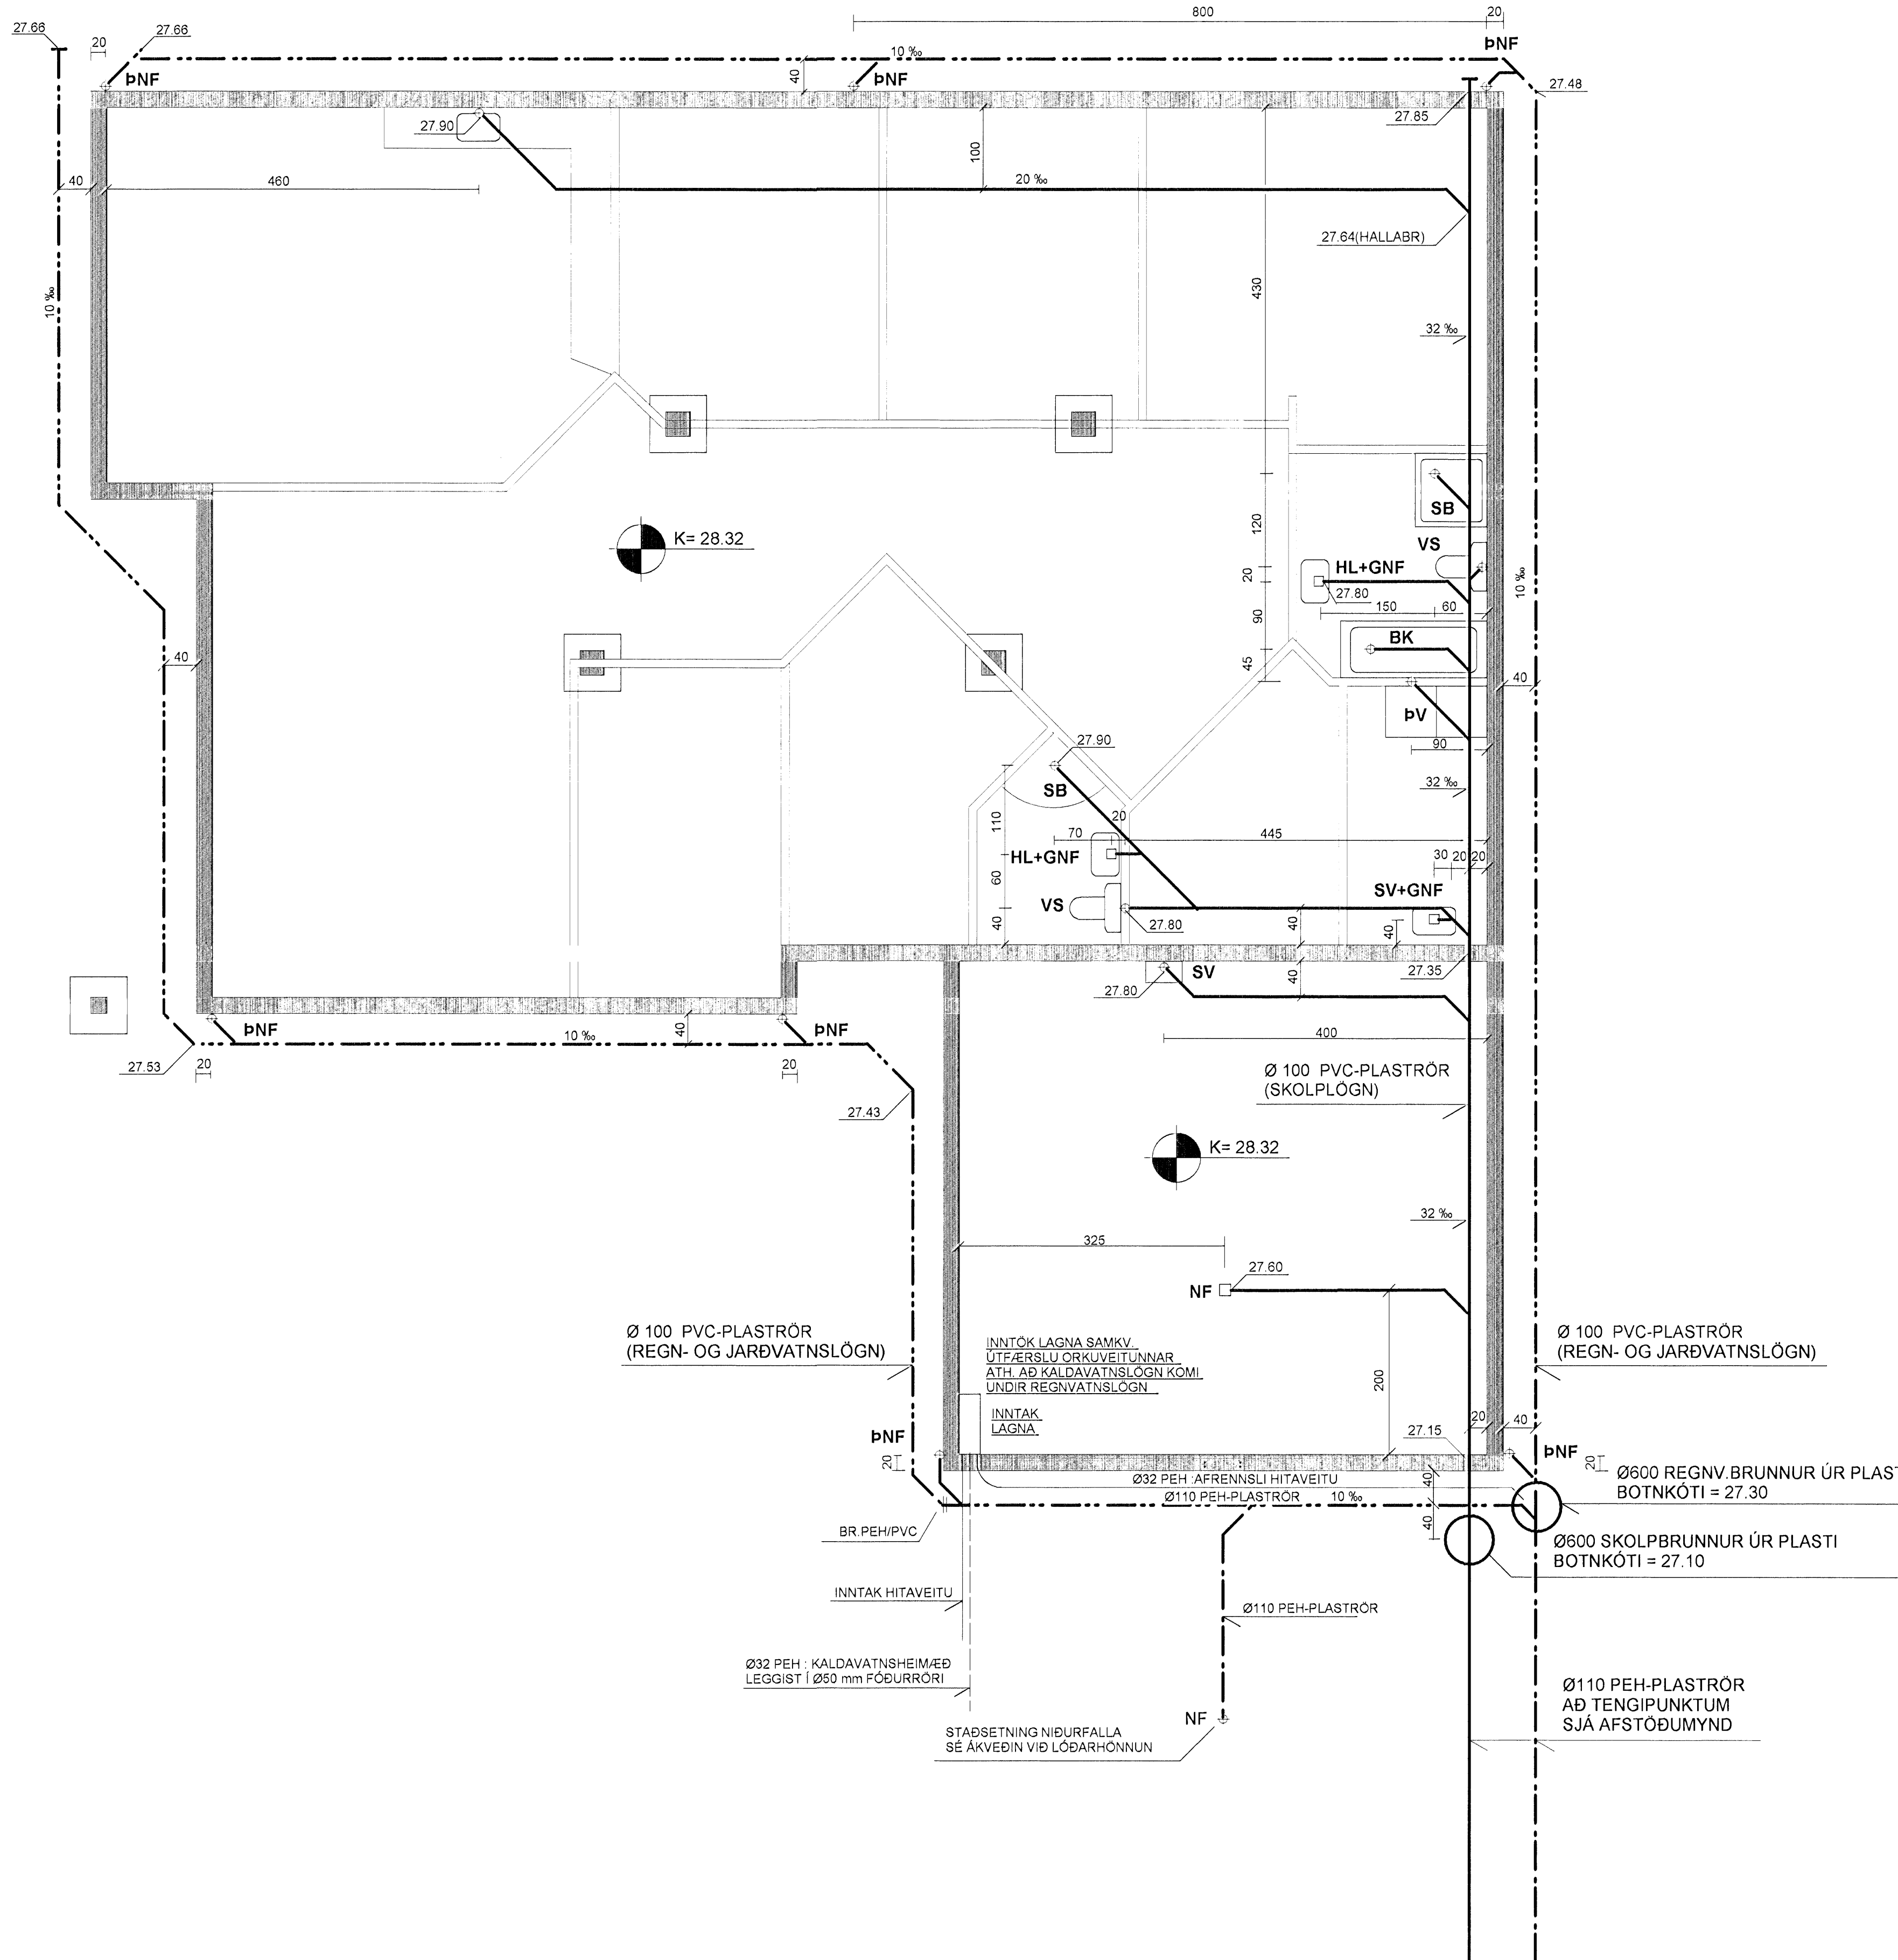 800
20
27.66
27.66
20
ÞNF
10 ‰
40
ÞNF
ÞNF
27.48
27.90
27.85
100
40
460
20 ‰
27.64(HALLABR)
430
10 ‰
32 ‰
SB
K= 28.32
120
VS
20
HL+GNF
27.80
10 ‰
150
60
90
BK
40
45
40
ÞV
27.90
90
SB
32 ‰
110
20
70
445
HL+GNF
30
20
20
60
SV+GNF
VS
40
27.80
40
40
SV
40
27.35
27.80
ÞNF
10 ‰
40
ÞNF
400
27.53
20
20
Ø 100 PVC-PLASTRÖR
(SKOLPLÖGN)
27.43
K= 28.32
32 ‰
325
27.60
NF
Ø 100 PVC-PLASTRÖR
(REGN- OG JARÐVATNSLÖGN)
INNTÖK LAGNA SAMKV.
ÚTFÆRSLU ORKUVEITUNNAR
ATH. AÐ KALDAVATNSLÖGN KOMI
UNDIR REGNVATNSLÖGN
200
Ø 100 PVC-PLASTRÖR
(REGN- OG JARÐVATNSLÖGN)
INNTAK
LAGNA
20
40
27.15
ÞNF
ÞNF
20
20
Ø32 PEH :AFRENNSLI HITAVEITU
40
Ø600 REGNV.BRUNNUR ÚR PLAS
BOTNKÓTI = 27.30
Ø110 PEH-PLASTRÖR
10 ‰
40
BR.PEH/PVC
Ø600 SKOLPBRUNNUR ÚR PLASTI
BOTNKÓTI = 27.10
INNTAK HITAVEITU
Ø110 PEH-PLASTRÖR
Ø32 PEH : KALDAVATNSHEIMÆÐ
LEGGIST Í Ø50 mm FÓÐURRÖRI
Ø110 PEH-PLASTRÖR
AÐ TENGIPUNKTUM
SJÁ AFSTÖÐUMYND
NF
STAÐSETNING NIÐURFALLA
SÉ ÁKVEÐIN VIÐ LÓÐARHÖNNUN